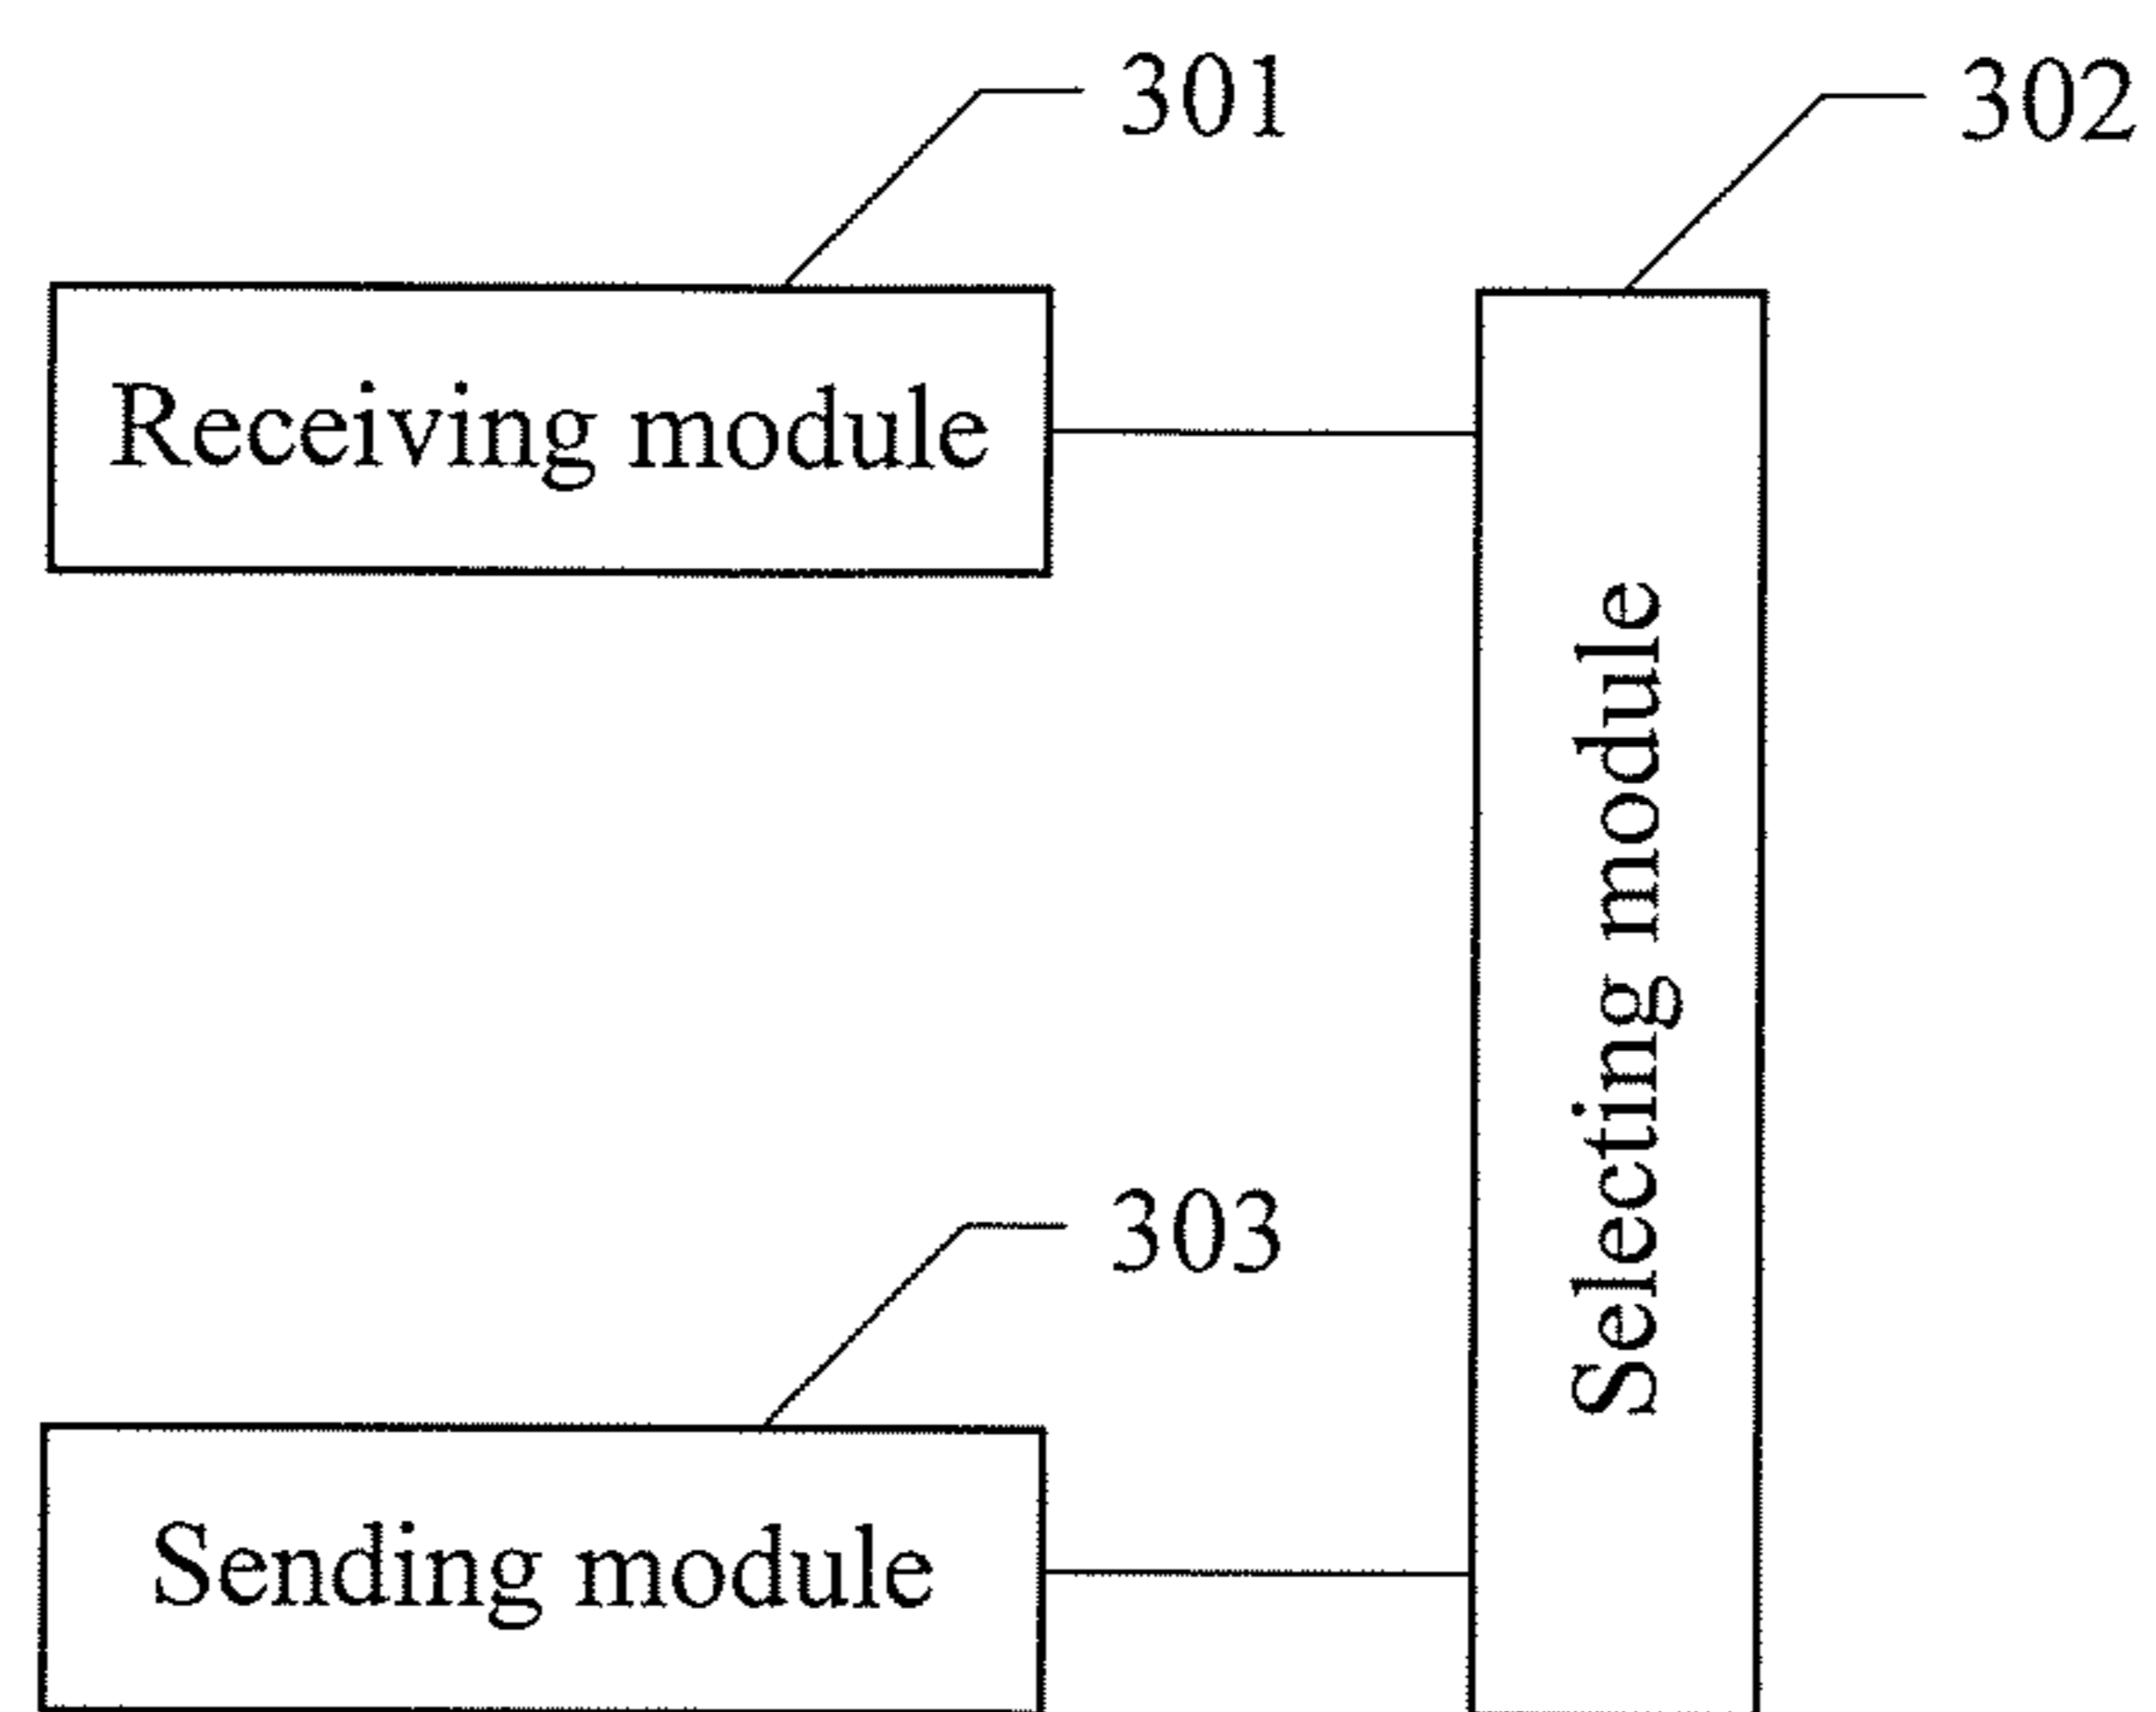 301
302
Receiving module
Selecting module
303
Sending module